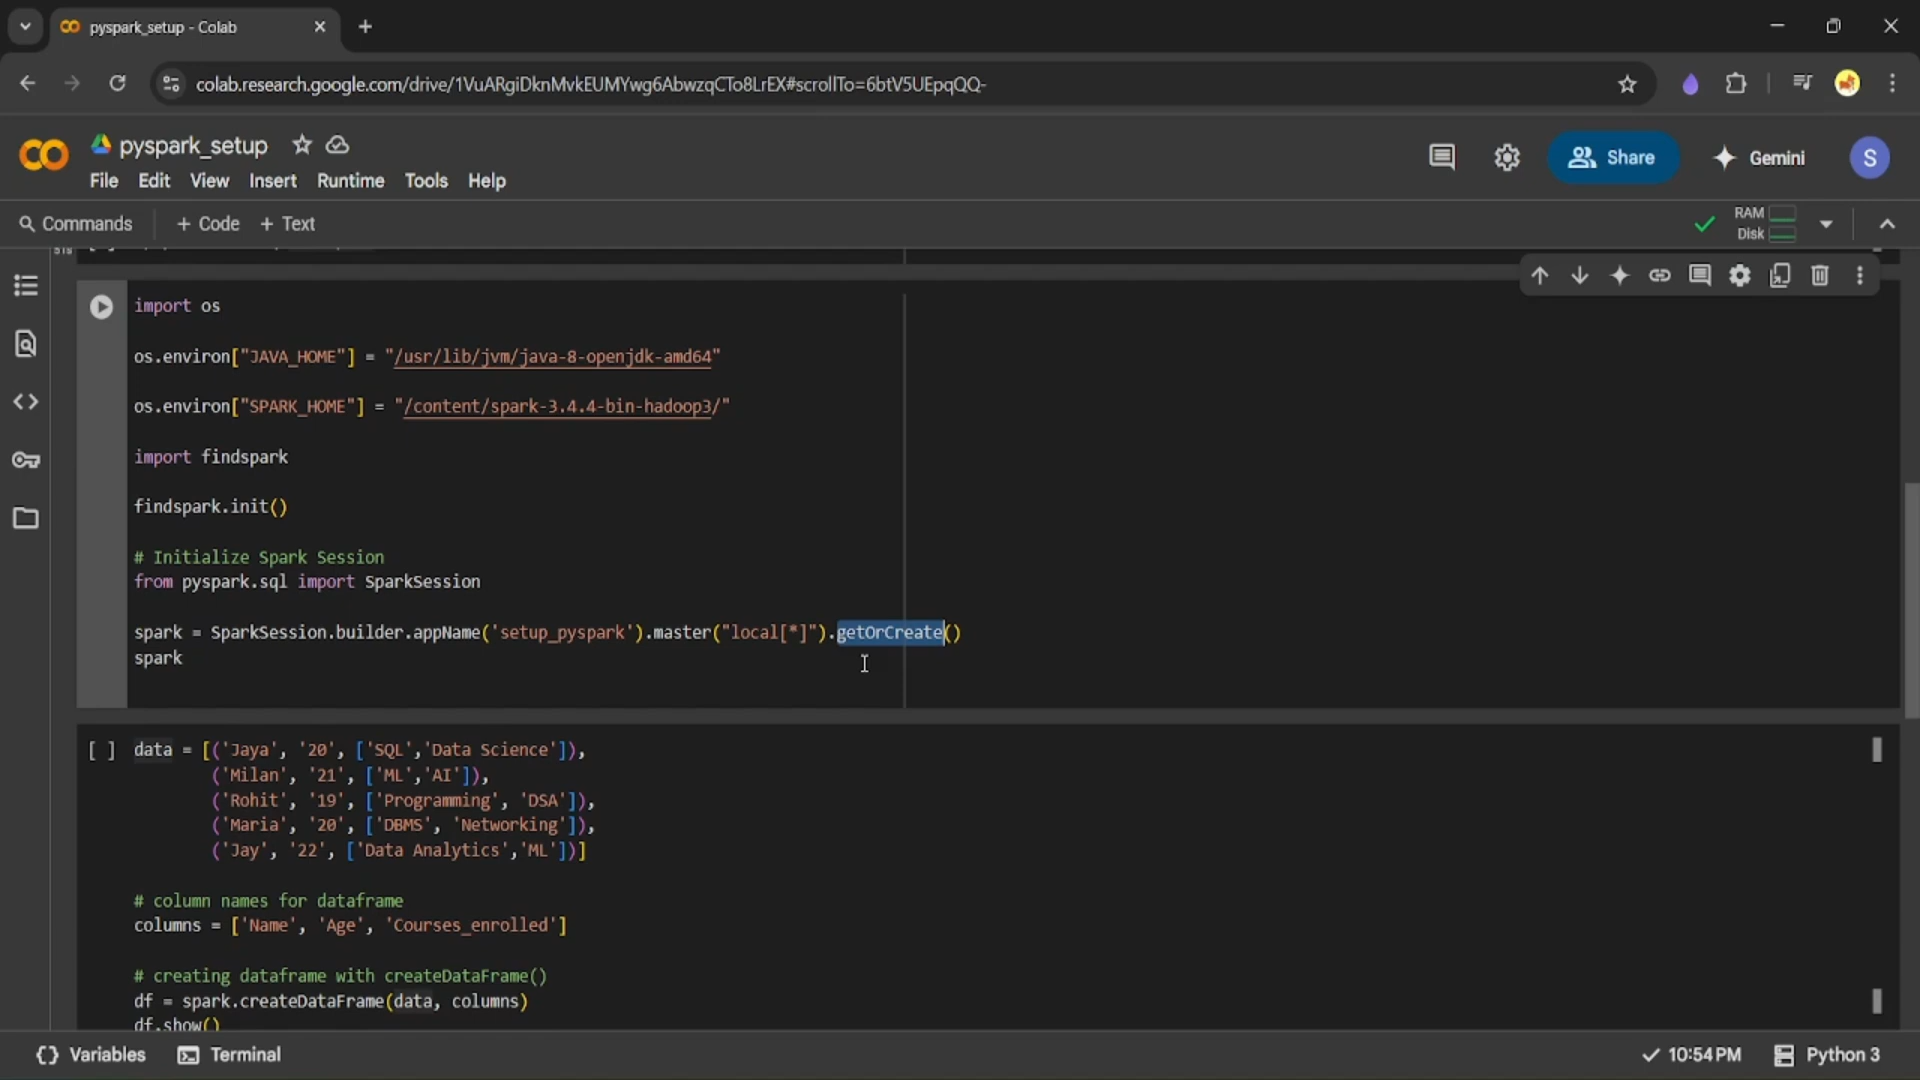 pyspark_setup - Colab
colab.research.google.com/drive/1VuARgiDknMvkEUMYwg6AbwzqCTo8LrEX#scrollTo=6btV5UEpqQQ-
pyspark_setup
File Edit View Insert Runtime Tools Help
Share
Gemini
S
Commands + Code + Text
RAM
Disk
51s
import os
os.environ["JAVA_HOME"] = "/usr/lib/jvm/java-8-openjdk-amd64"
os.environ["SPARK_HOME"] = "/content/spark-3.4.4-bin-hadoop3/"
import findspark
findspark.init()
# Initialize Spark Session
from pyspark.sql import SparkSession
spark = SparkSession.builder.appName('setup_pyspark').master("local[*]").getOrCreate()
spark
[ ] data = [('Jaya', '20', ['SQL','Data Science']),
('Milan', '21', ['ML','AI']),
('Rohit', '19', ['Programming', 'DSA']),
('Maria', '20', ['DBMS', 'Networking']),
('Jay', '22', ['Data Analytics','ML'])]
# column names for dataframe
columns = ['Name', 'Age', 'Courses_enrolled']
# creating dataframe with createDataFrame()
df = spark.createDataFrame(data, columns)
df.show()
Variables Terminal
10:54 PM Python 3